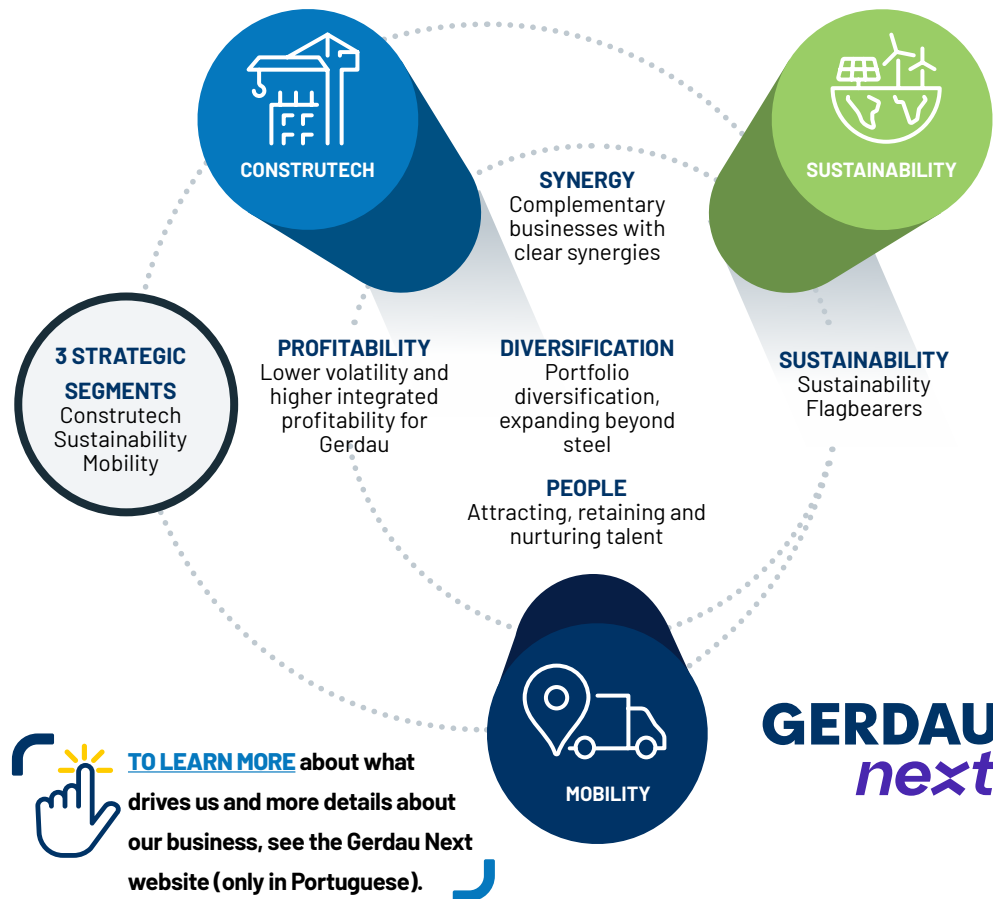 CONSTRUTECH
SUSTAINABILITY
SYNERGY
Complementary
businesses with
clear synergies
3 STRATEGIC
SEGMENTS
Construtech
Sustainability
Mobility
PROFITABILITY
Lower volatility and
higher integrated
profitability for
Gerdau
DIVERSIFICATION
Portfolio
diversification,
expanding beyond
steel
SUSTAINABILITY
Sustainability
Flagbearers
PEOPLE
Attracting, retaining and
nurturing talent
MOBILITY
GERDAU
next
TO LEARN MORE about what
drives us and more details about
our business, see the Gerdau Next
website (only in Portuguese).